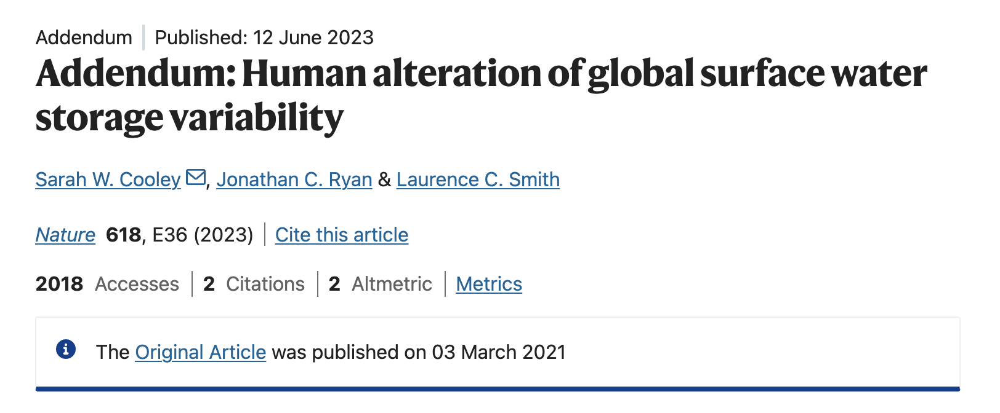 Addendum Published: 12 June 2023
Addendum: Human alteration of global surface water
storage variability
Sarah W. Cooley, Jonathan C. Ryan & Laurence C. Smith
Nature 618, E36 (2023) Cite this article
2018 Accesses 2 Citations 2 Altmetric Metrics
The Original Article was published on 03 March 2021